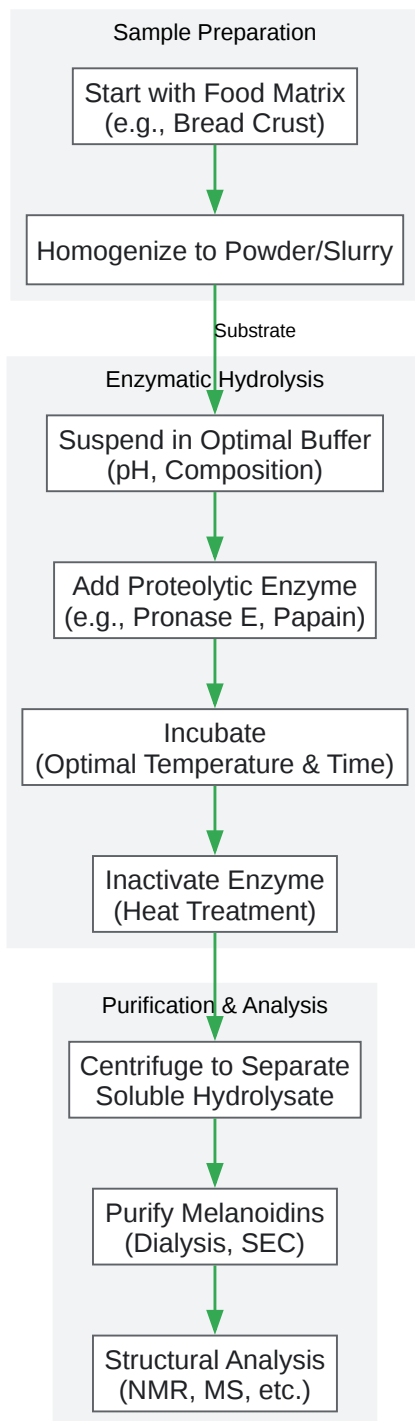 Sample Preparation
Start with Food Matrix
(e.g., Bread Crust)
Homogenize to Powder/Slurry
Substrate
Enzymatic Hydrolysis
Suspend in Optimal Buffer
(pH, Composition)
Add Proteolytic Enzyme
(e.g., Pronase E, Papain)
Incubate
(Optimal Temperature & Time)
Inactivate Enzyme
(Heat Treatment)
Purification & Analysis
Centrifuge to Separate
Soluble Hydrolysate
Purify Melanoidins
(Dialysis, SEC)
Structural Analysis
(NMR, MS, etc.)